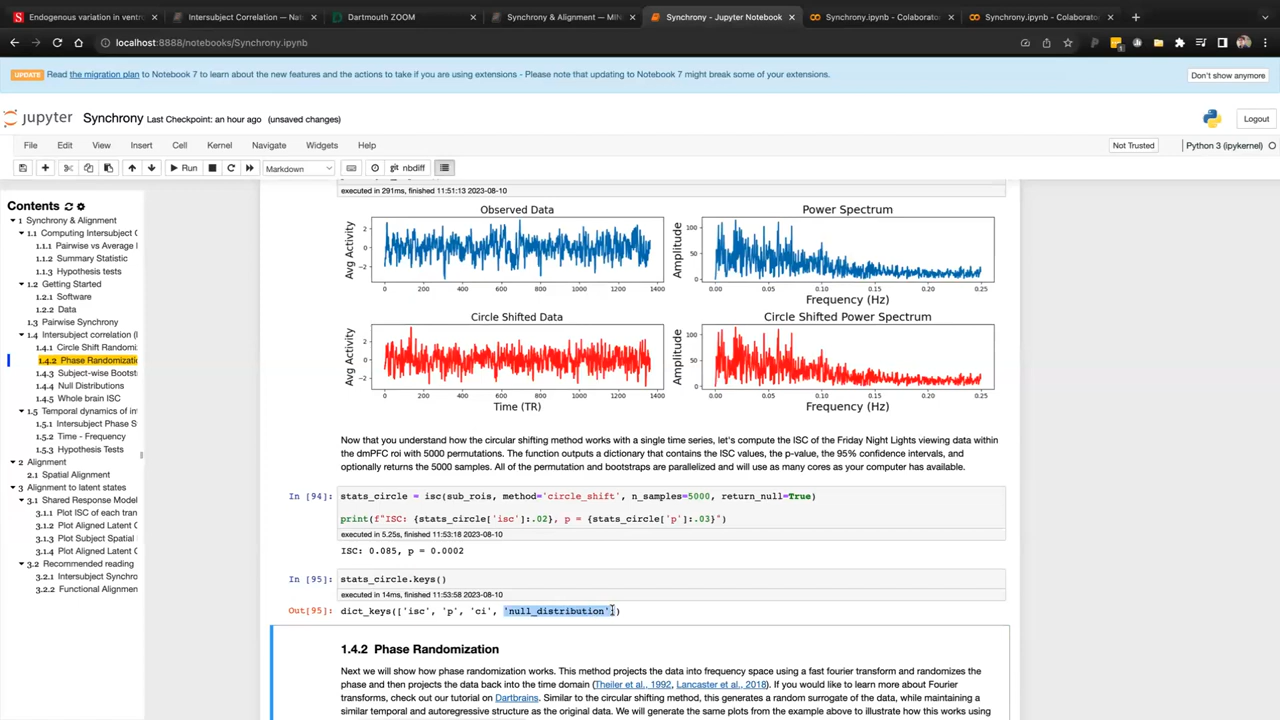 Endogenous variation in ventrom
Intersubject Correlation — Nat
Dartmouth ZOOM
Synchrony & Alignment — MIN
Synchrony - Jupyter Notebook
Synchrony.ipynb - Colaborato
Synchrony.ipynb - Colaborato
localhost:8888/notebooks/Synchrony.ipynb
UPDATE Read the migration plan to Notebook 7 to learn about the new features and the actions to take if you are using extensions - Please note that updating to Notebook 7 might break some of your extensions.
Don't show anymore
jupyter Synchrony Last Checkpoint: an hour ago (unsaved changes)
Logout
File Edit View Insert Cell Kernel Navigate Widgets Help
Not Trusted
Python 3 (ipykernel)
Run
Markdown
nbdiff
Contents
1 Synchrony & Alignment
1.1 Computing Intersubject C
1.1.1 Pairwise vs Average I
1.1.2 Summary Statistic
1.1.3 Hypothesis tests
1.2 Getting Started
1.2.1 Software
1.2.2 Data
1.3 Pairwise Synchrony
1.4 Intersubject correlation (I
1.4.1 Circle Shift Randomi
1.4.2 Phase Randomizati
1.4.3 Subject-wise Bootst
1.4.4 Null Distributions
1.4.5 Whole brain ISC
1.5 Temporal dynamics of in
1.5.1 Intersubject Phase S
1.5.2 Time - Frequency
1.5.3 Hypothesis Tests
2 Alignment
2.1 Spatial Alignment
3 Alignment to latent states
3.1 Shared Response Model
3.1.1 Plot ISC of each tran
3.1.2 Plot Aligned Latent C
3.1.3 Plot Subject Spatial
3.1.4 Plot Aligned Latent C
3.2 Recommended reading
3.2.1 Intersubject Synchro
3.2.2 Functional Alignmen
executed in 291ms, finished 11:51:13 2023-08-10
Observed Data
Avg Activity
2
0
−2
0 200 400 600 800 1000 1200 1400
Power Spectrum
Amplitude
100
50
0
0.00 0.05 0.10 0.15 0.20 0.25
Frequency (Hz)
Circle Shifted Data
Avg Activity
2
0
−2
0 200 400 600 800 1000 1200 1400
Time (TR)
Circle Shifted Power Spectrum
Amplitude
100
50
0
0.00 0.05 0.10 0.15 0.20 0.25
Frequency (Hz)
Now that you understand how the circular shifting method works with a single time series, let's compute the ISC of the Friday Night Lights viewing data within
the dmPFC roi with 5000 permutations. The function outputs a dictionary that contains the ISC values, the p-value, the 95% confidence intervals, and
optionally returns the 5000 samples. All of the permutation and bootstraps are parallelized and will use as many cores as your computer has available.
In [94]: stats_circle = isc(sub_rois, method='circle_shift', n_samples=5000, return_null=True)
print(f"ISC: {stats_circle['isc']:.02}, p = {stats_circle['p']:.03}")
executed in 5.25s, finished 11:53:18 2023-08-10
ISC: 0.085, p = 0.0002
In [95]: stats_circle.keys()
executed in 14ms, finished 11:53:58 2023-08-10
Out[95]: dict_keys(['isc', 'p', 'ci', 'null_distribution'])
1.4.2 Phase Randomization
Next we will show how phase randomization works. This method projects the data into frequency space using a fast fourier transform and randomizes the
phase and then projects the data back into the time domain (Theiler et al., 1992, Lancaster et al., 2018). If you would like to learn more about Fourier
transforms, check out our tutorial on Dartbrains. Similar to the circular shifting method, this generates a random surrogate of the data, while maintaining a
similar temporal and autoregressive structure as the original data. We will generate the same plots from the example above to illustrate how this works using